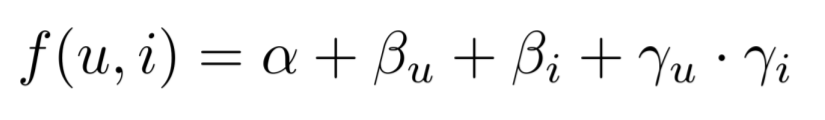 f(u, i) = α + β_u + β_i + γ_u · γ_i